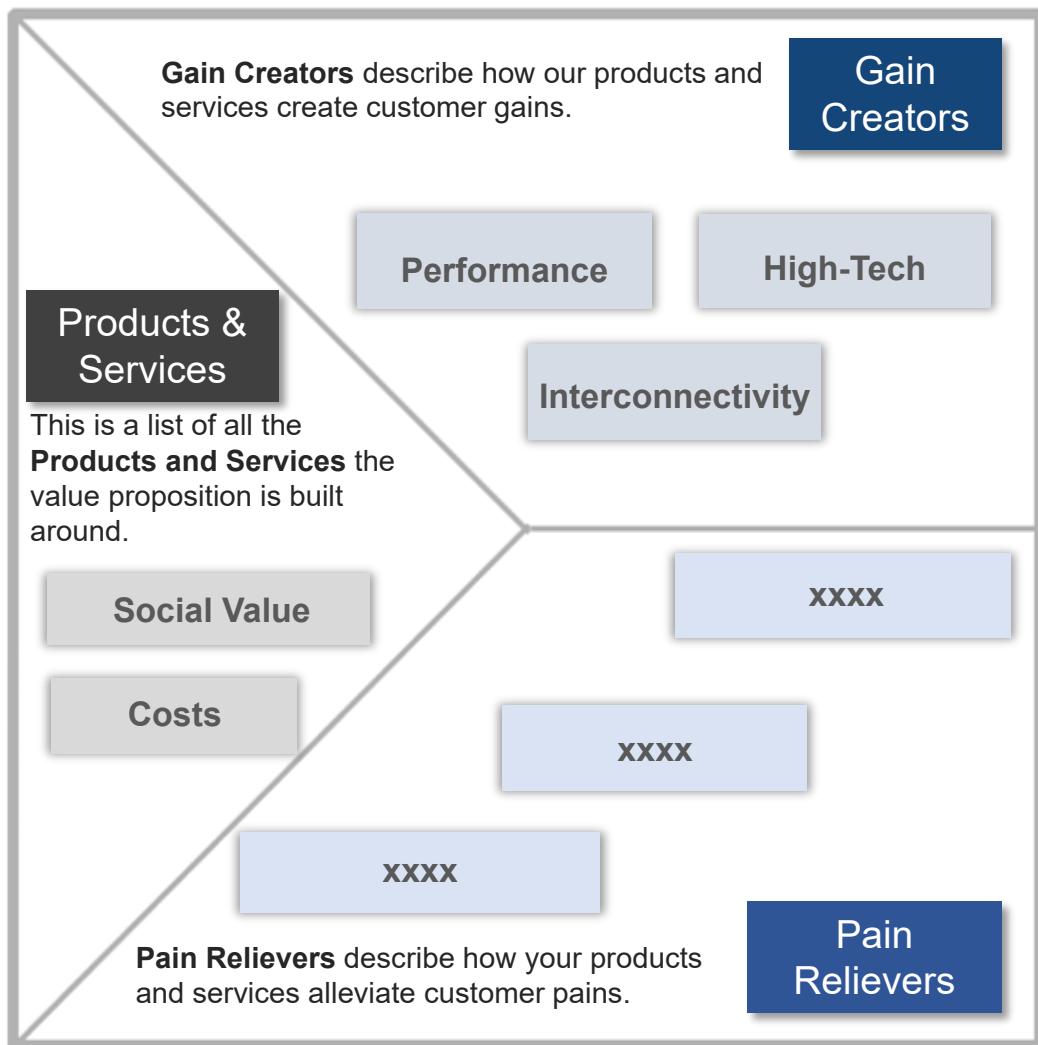 Gain Creators describe how our products and
services create customer gains.
Gain
Creators
Performance
High-Tech
Interconnectivity
Products &
Services
This is a list of all the
Products and Services the
value proposition is built
around.
Social Value
Costs
xxxx
xxxx
xxxx
Pain Relievers describe how your products
and services alleviate customer pains.
Pain
Relievers